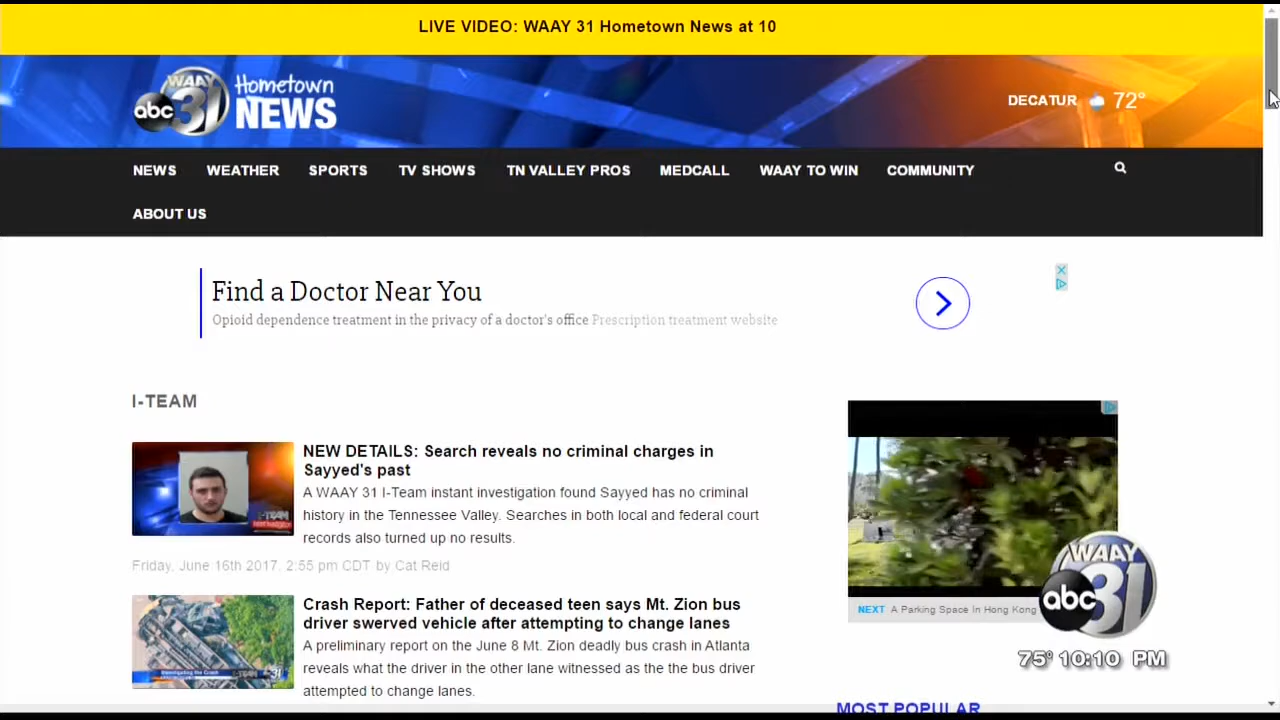 LIVE VIDEO: WAAY 31 Hometown News at 10
WAAY
abc 31
Hometown
NEWS
DECATUR 72°
NEWS WEATHER SPORTS TV SHOWS TN VALLEY PROS MEDCALL WAAY TO WIN COMMUNITY
ABOUT US
Find a Doctor Near You
Opioid dependence treatment in the privacy of a doctor's office Prescription treatment website
I-TEAM
NEW DETAILS: Search reveals no criminal charges in
Sayyed's past
A WAAY 31 I-Team instant investigation found Sayyed has no criminal
history in the Tennessee Valley. Searches in both local and federal court
records also turned up no results.
I-TEAM
Friday, June 16th 2017, 2:55 pm CDT by Cat Reid
Crash Report: Father of deceased teen says Mt. Zion bus
driver swerved vehicle after attempting to change lanes
A preliminary report on the June 8 Mt. Zion deadly bus crash in Atlanta
reveals what the driver in the other lane witnessed as the the bus driver
attempted to change lanes.
Investigating the Crash I-TEAM 31
NEXT A Parking Space In Hong Kong
WAAY
abc 31
75° 10:10 PM
MOST POPULAR